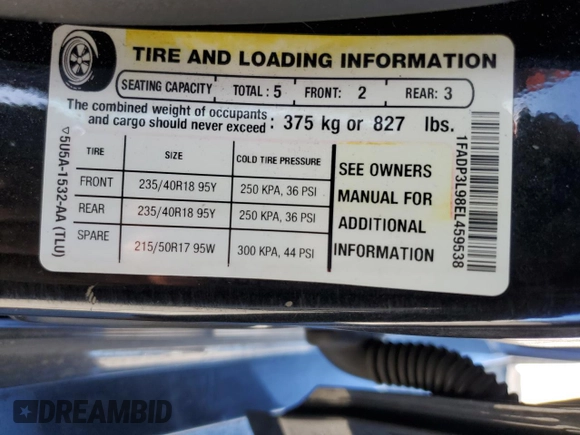 TIRE AND LOADING INFORMATION
SEATING CAPACITY TOTAL : 5 FRONT: 2 REAR: 3
The combined weight of occupants
and cargo should never exceed : 375 kg or 827 lbs.
TIRE SIZE COLD TIRE PRESSURE
FRONT 235/40R18 95Y 250 KPA, 36 PSI
REAR 235/40R18 95Y 250 KPA, 36 PSI
SPARE 215/50R17 95W 300 KPA, 44 PSI
SEE OWNERS
MANUAL FOR
ADDITIONAL
INFORMATION
5U5A-1532-AA (TLU)
1FADP3L98EL459538
DREAMBID